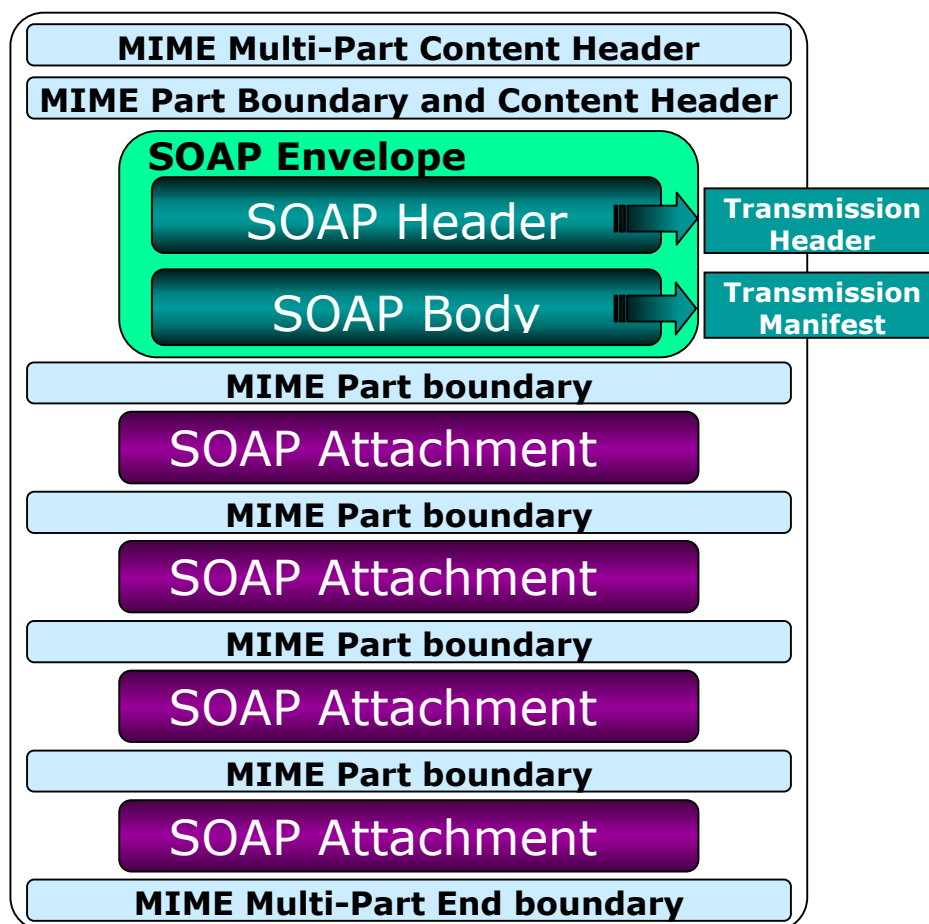 MIME Multi-Part Content Header
MIME Part Boundary and Content Header
SOAP Envelope
SOAP Header
Transmission
Header
SOAP Body
Transmission
Manifest
MIME Part boundary
SOAP Attachment
MIME Part boundary
SOAP Attachment
MIME Part boundary
SOAP Attachment
MIME Part boundary
SOAP Attachment
MIME Multi-Part End boundary